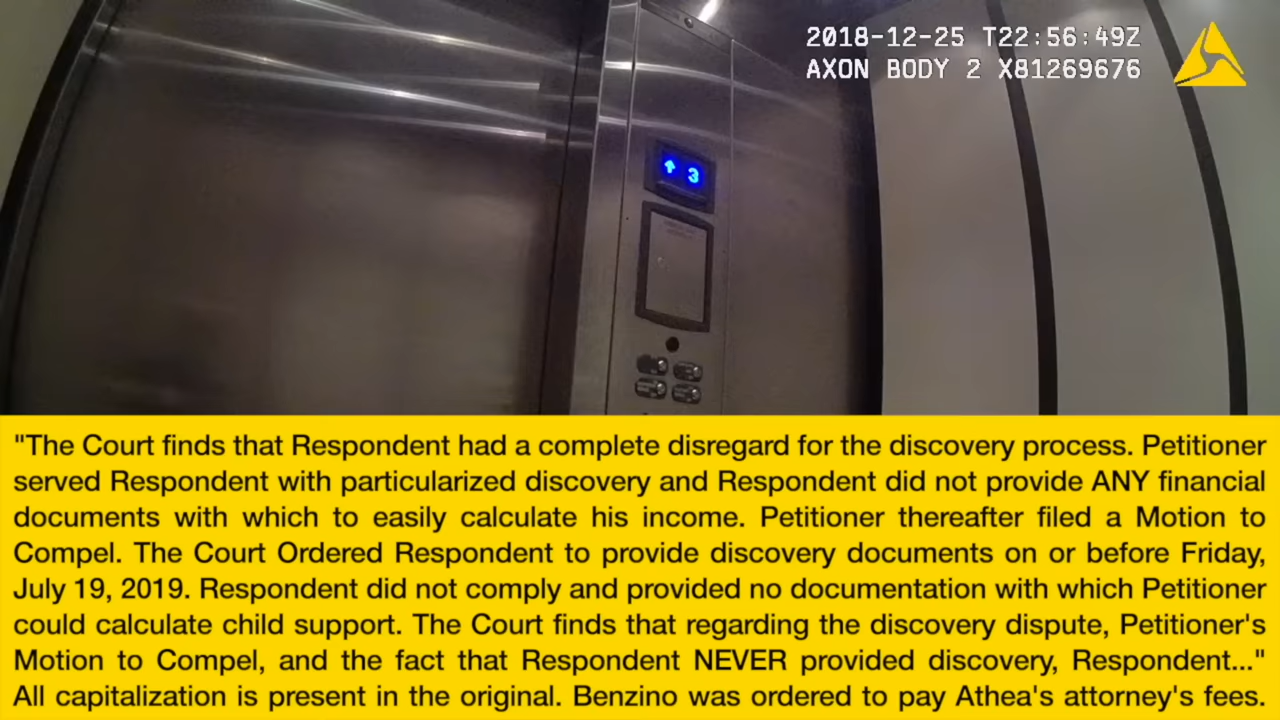 2018-12-25 T22:56:49Z
AXON BODY 2 X81269676
↑ 3
"The Court finds that Respondent had a complete disregard for the discovery process. Petitioner
served Respondent with particularized discovery and Respondent did not provide ANY financial
documents with which to easily calculate his income. Petitioner thereafter filed a Motion to
Compel. The Court Ordered Respondent to provide discovery documents on or before Friday,
July 19, 2019. Respondent did not comply and provided no documentation with which Petitioner
could calculate child support. The Court finds that regarding the discovery dispute, Petitioner's
Motion to Compel, and the fact that Respondent NEVER provided discovery, Respondent..."
All capitalization is present in the original. Benzino was ordered to pay Athea's attorney's fees.